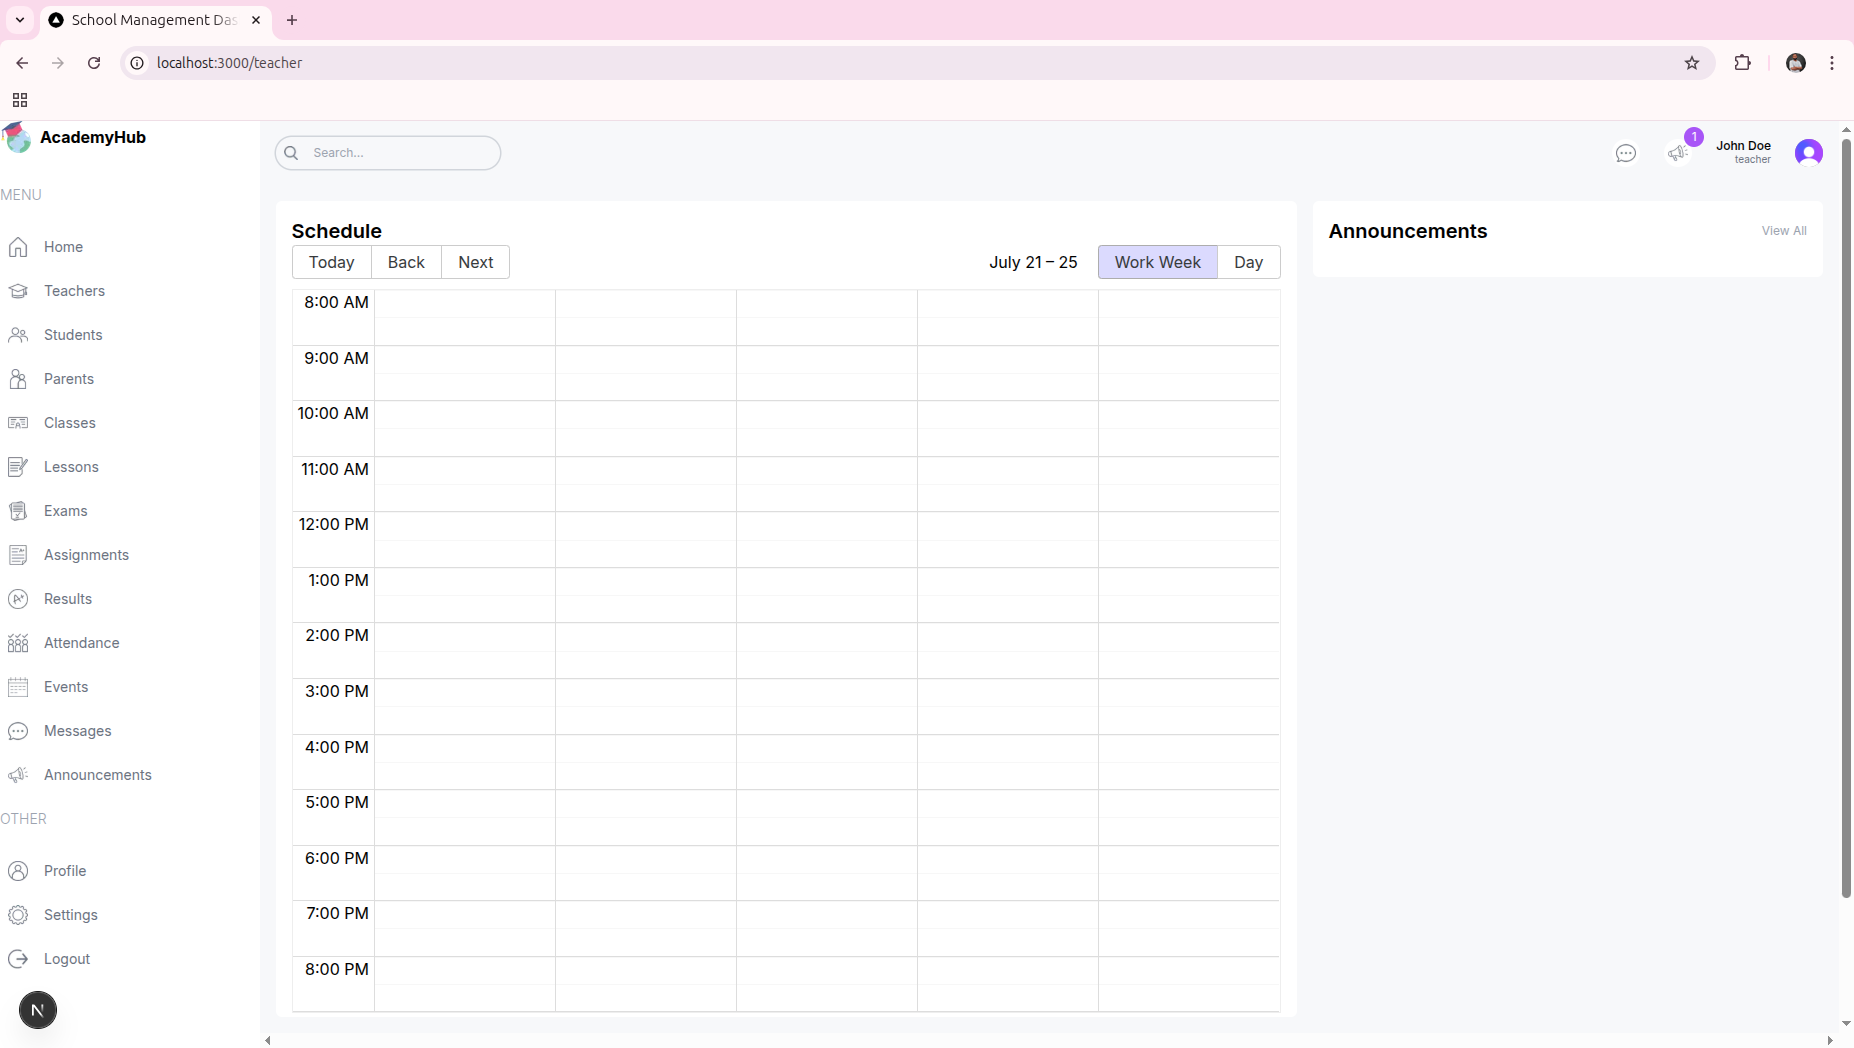 School Management Das
localhost:3000/teacher
AcademyHub
MENU
Home
Teachers
Students
Parents
Classes
Lessons
Exams
Assignments
Results
Attendance
Events
Messages
Announcements
OTHER
Profile
Settings
Logout
N
Search...
1
John Doe
teacher
Schedule
Today Back Next July 21 – 25 Work Week Day
8:00 AM
9:00 AM
10:00 AM
11:00 AM
12:00 PM
1:00 PM
2:00 PM
3:00 PM
4:00 PM
5:00 PM
6:00 PM
7:00 PM
8:00 PM
Announcements View All